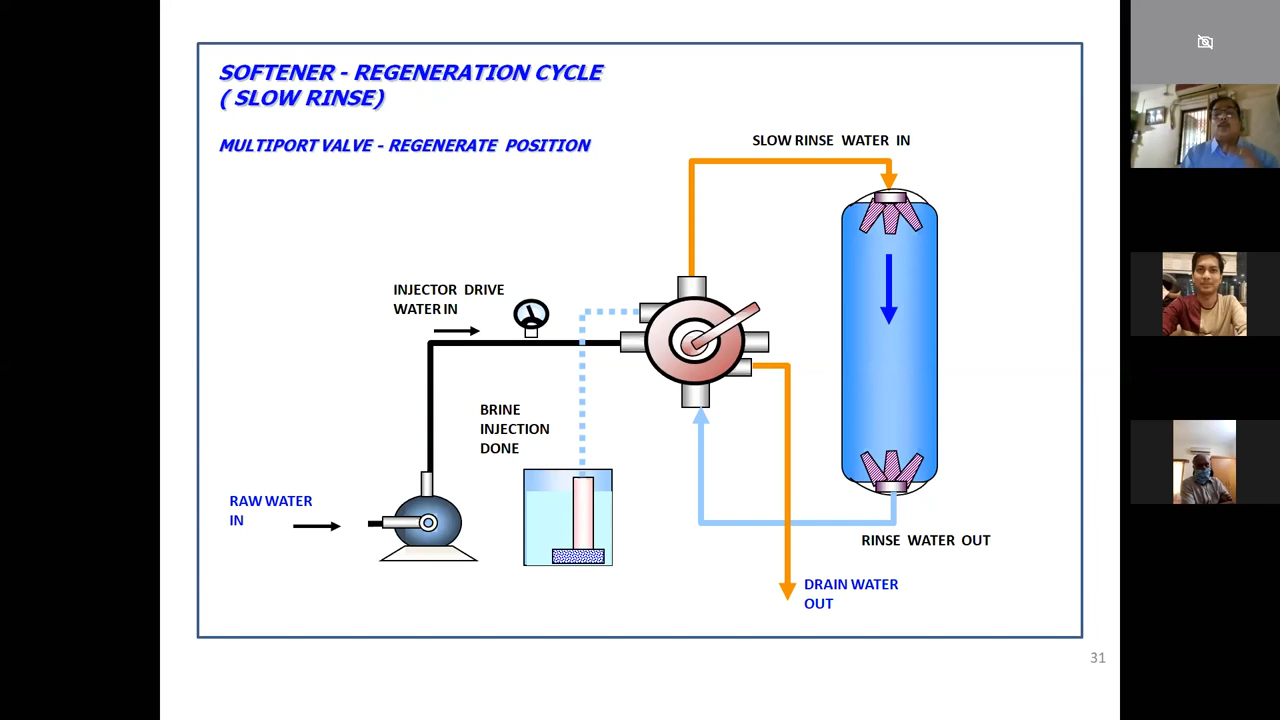 SOFTENER - REGENERATION CYCLE
( SLOW RINSE)
MULTIPORT VALVE - REGENERATE POSITION
SLOW RINSE WATER IN
INJECTOR DRIVE
WATER IN
BRINE
INJECTION
DONE
RAW WATER
IN
RINSE WATER OUT
DRAIN WATER
OUT
31